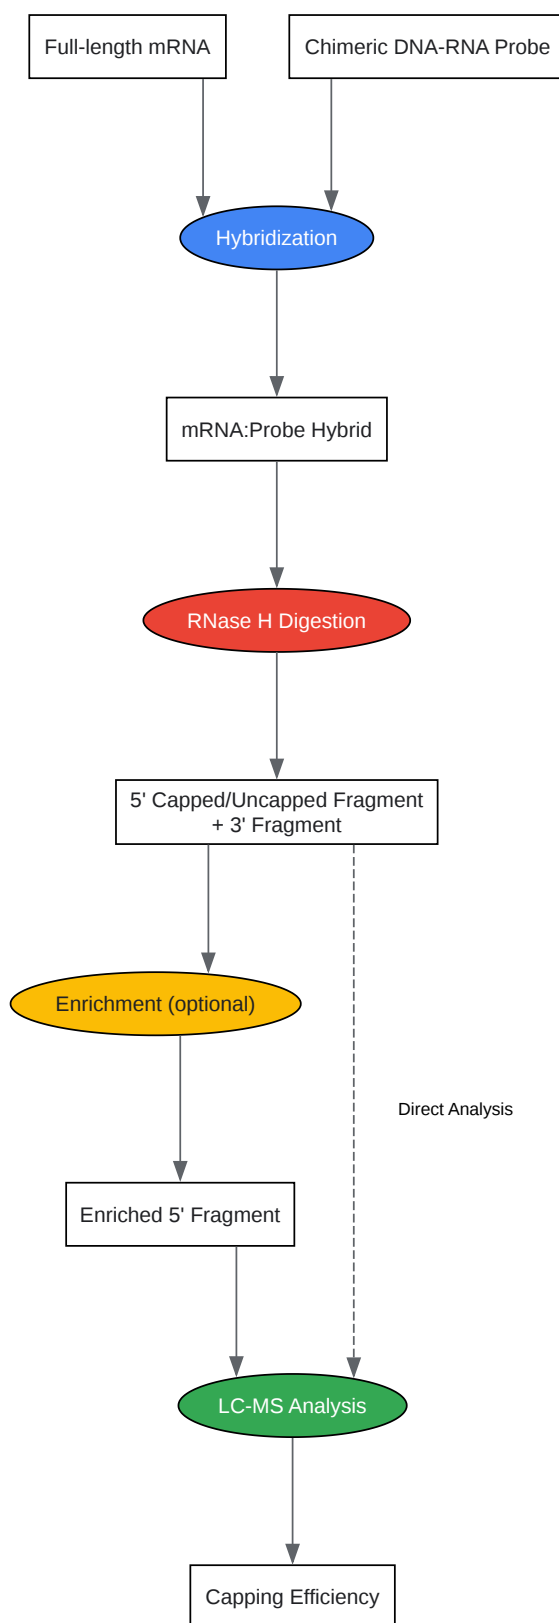 Full-length mRNA
Chimeric DNA-RNA Probe
Hybridization
mRNA:Probe Hybrid
RNase H Digestion
5' Capped/Uncapped Fragment
+ 3' Fragment
Enrichment (optional)
Direct Analysis
Enriched 5' Fragment
LC-MS Analysis
Capping Efficiency